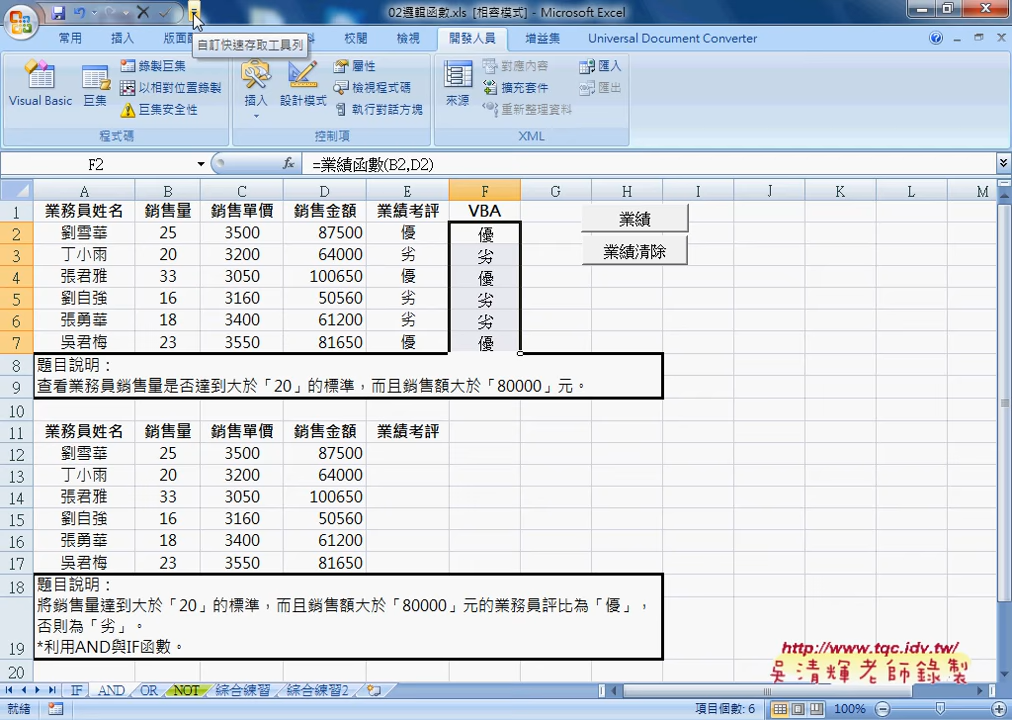 02邏輯函數.xls [相容模式] - Microsoft Excel
常用 插入 版面 校閱 檢視 開發人員 增益集 Universal Document Converter
自訂快速存取工具列
Visual Basic 巨集 錄製巨集 以相對位置錄製 巨集安全性
插入 設計模式 屬性 檢視程式碼 執行對話方塊
來源 對應內容 擴充套件 重新整理資料 匯入 匯出
程式碼 控制項 XML
F2 fx =業績函數(B2,D2)
A B C D E F G H I J K L M
1 業務員姓名 銷售量 銷售單價 銷售金額 業績考評 VBA 業績
2 劉雪華 25 3500 87500 優 優
業績清除
3 丁小雨 20 3200 64000 劣 劣
4 張君雅 33 3050 100650 優 優
5 劉自強 16 3160 50560 劣 劣
6 張勇華 18 3400 61200 劣 劣
7 吳君梅 23 3550 81650 優 優
8 題目說明：
9 查看業務員銷售量是否達到大於「20」的標準，而且銷售額大於「80000」元。
10
11 業務員姓名 銷售量 銷售單價 銷售金額 業績考評
12 劉雪華 25 3500 87500
13 丁小雨 20 3200 64000
14 張君雅 33 3050 100650
15 劉自強 16 3160 50560
16 張勇華 18 3400 61200
17 吳君梅 23 3550 81650
18 題目說明：
將銷售量達到大於「20」的標準，而且銷售額大於「80000」元的業務員評比為「優」，
否則為「劣」。
19 *利用AND與IF函數。
20
http://www.tqc.idv.tw/
吳清輝老師錄製
IF AND OR NOT 綜合練習 綜合練習2
就緒 項目個數: 6 100%